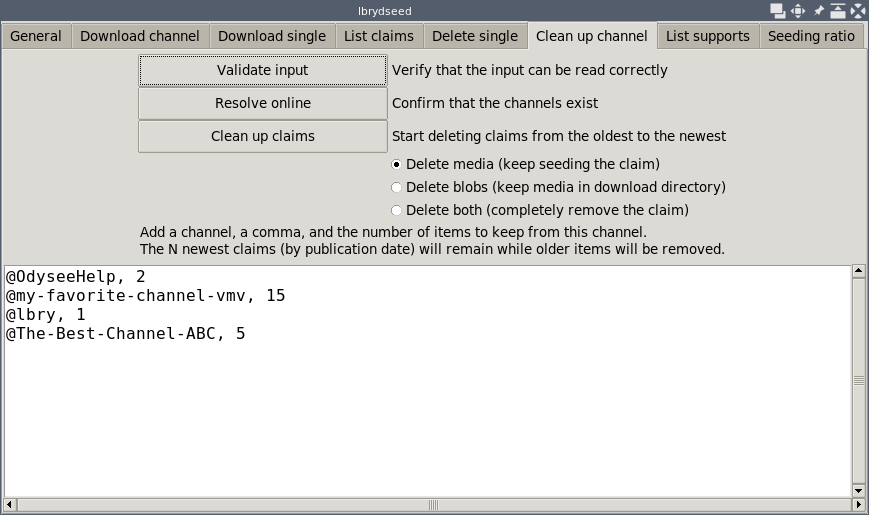 lbrydseed
General Download channel Download single List claims Delete single Clean up channel List supports Seeding ratio
Validate input Verify that the input can be read correctly
Resolve online Confirm that the channels exist
Clean up claims Start deleting claims from the oldest to the newest
Delete media (keep seeding the claim)
Delete blobs (keep media in download directory)
Delete both (completely remove the claim)
Add a channel, a comma, and the number of items to keep from this channel.
The N newest claims (by publication date) will remain while older items will be removed.
@OdyseeHelp, 2
@my-favorite-channel-vmv, 15
@lbry, 1
@The-Best-Channel-ABC, 5